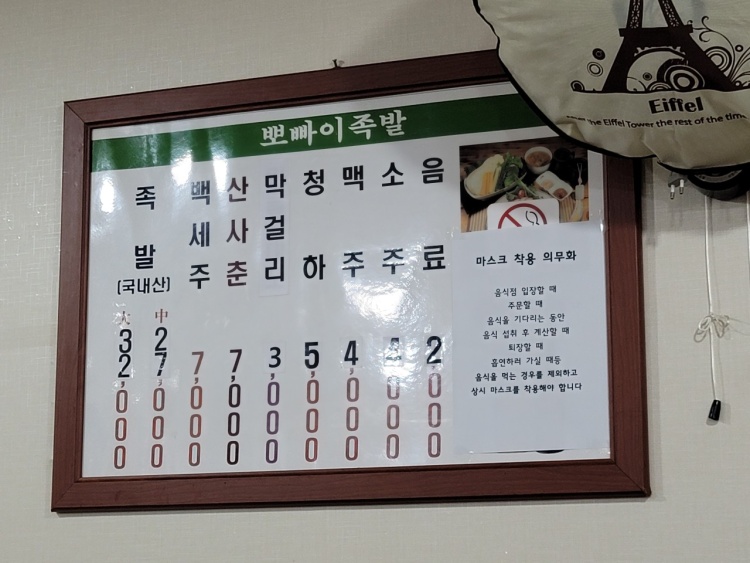 뽀빠이족발
족발
(국내산)
大 32,000
中 27,000
백세주 7,000
산사춘 7,000
막걸리 3,000
청하 5,000
맥주 4,000
소주 4,000
음료 2,000
마스크 착용 의무화
음식점 입장할 때
주문할 때
음식을 기다리는 동안
음식 섭취 후 계산할 때
퇴장할 때
흡연하러 가실 때등
음식을 먹는 경우를 제외하고
상시 마스크를 착용해야 합니다
Eiffel
the Eiffel Tower the rest of the time